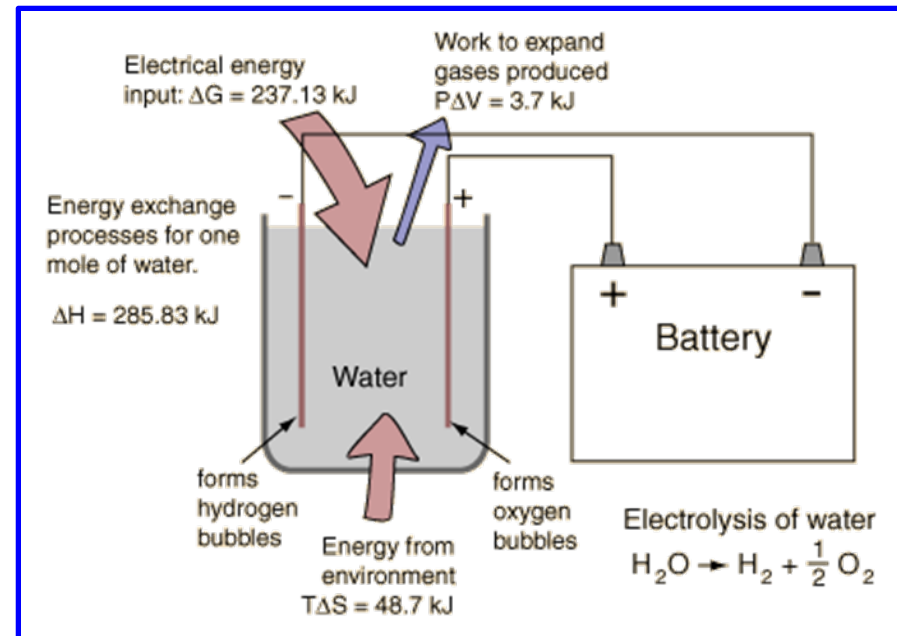 Electrical energy
input: ΔG = 237.13 kJ
Work to expand
gases produced
PΔV = 3.7 kJ
Energy exchange
processes for one
mole of water.
ΔH = 285.83 kJ
−
+
+
−
Battery
Water
forms
hydrogen
bubbles
forms
oxygen
bubbles
Energy from
environment
TΔS = 48.7 kJ
Electrolysis of water
H₂O → H₂ + ½ O₂